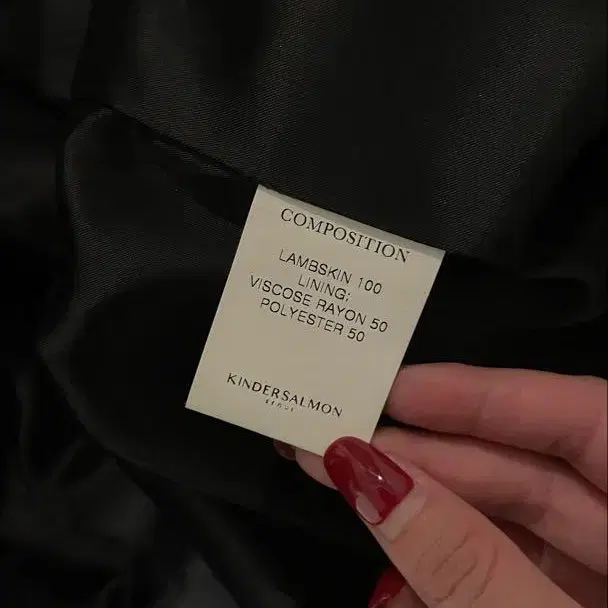 COMPOSITION
LAMBSKIN 100
LINING:
VISCOSE RAYON 50
POLYESTER 50
KINDERSALMON